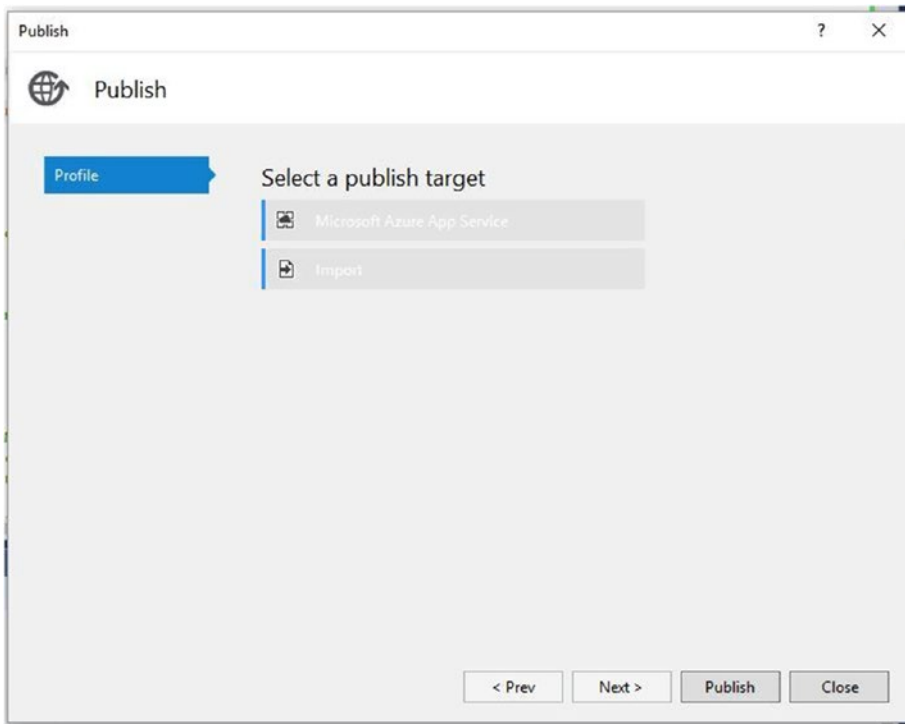 Publish
?
Publish
Profile
Select a publish target
Microsoft Azure App Service
Import
< Prev
Next >
Publish
Close